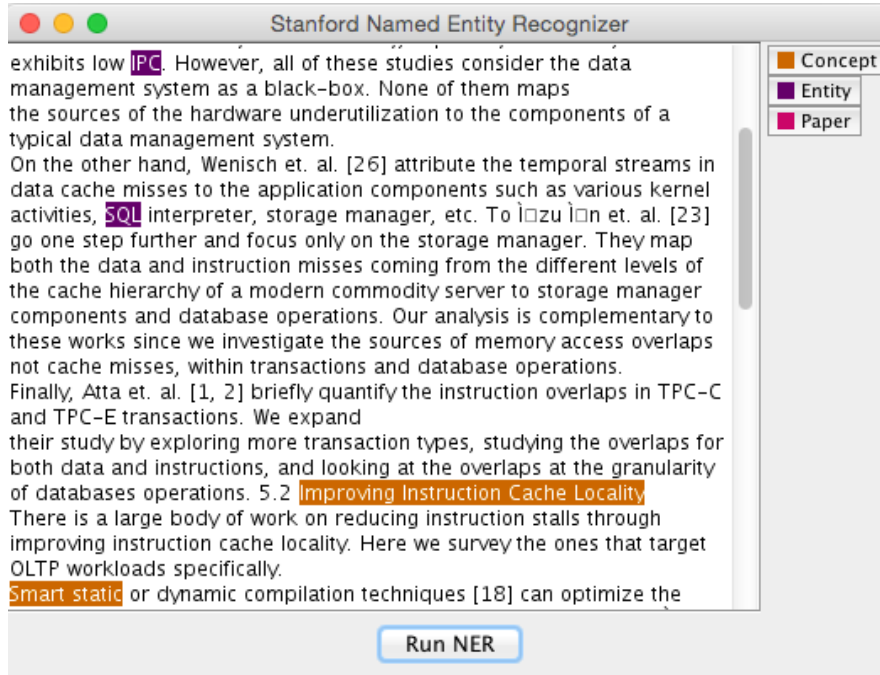 Stanford Named Entity Recognizer
exhibits low IPC. However, all of these studies consider the data
management system as a black-box. None of them maps
the sources of the hardware underutilization to the components of a
typical data management system.
On the other hand, Wenisch et. al. [26] attribute the temporal streams in
data cache misses to the application components such as various kernel
activities, SQL interpreter, storage manager, etc. To Ì□zu Ì□n et. al. [23]
go one step further and focus only on the storage manager. They map
both the data and instruction misses coming from the different levels of
the cache hierarchy of a modern commodity server to storage manager
components and database operations. Our analysis is complementary to
these works since we investigate the sources of memory access overlaps
not cache misses, within transactions and database operations.
Finally, Atta et. al. [1, 2] briefly quantify the instruction overlaps in TPC-C
and TPC-E transactions. We expand
their study by exploring more transaction types, studying the overlaps for
both data and instructions, and looking at the overlaps at the granularity
of databases operations. 5.2 Improving Instruction Cache Locality
There is a large body of work on reducing instruction stalls through
improving instruction cache locality. Here we survey the ones that target
OLTP workloads specifically.
Smart static or dynamic compilation techniques [18] can optimize the
Concept
Entity
Paper
Run NER